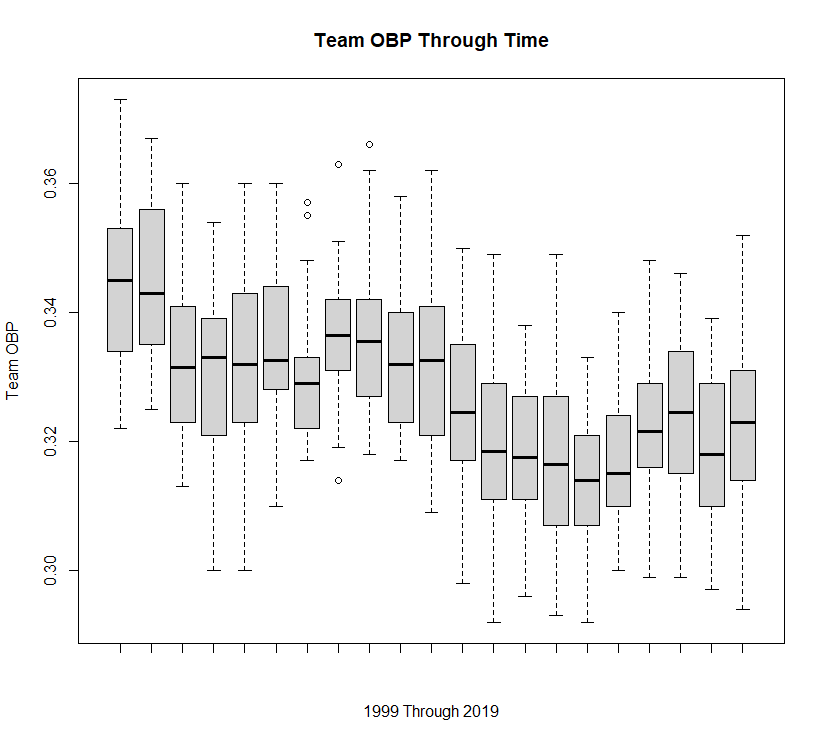 Team OBP Through Time
Team OBP
0.36
0.34
0.32
0.30
1999 Through 2019